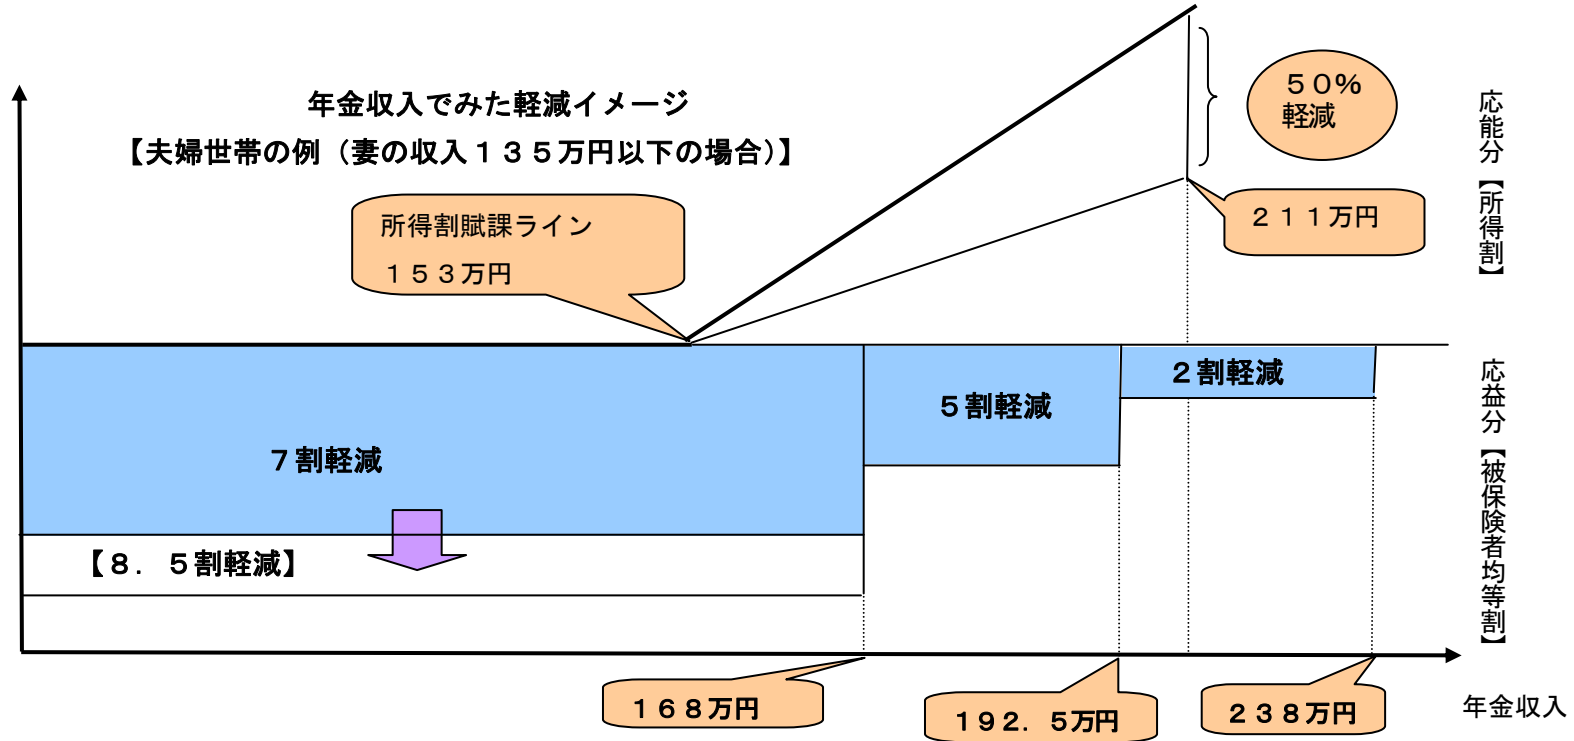 年金収入でみた軽減イメージ
【夫婦世帯の例（妻の収入１３５万円以下の場合）】
５０％
軽減
応能分【所得割】
所得割賦課ライン
１５３万円
２１１万円
２割軽減
５割軽減
７割軽減
【８．５割軽減】
応益分【被保険者均等割】
１６８万円
１９２．５万円
２３８万円
年金収入